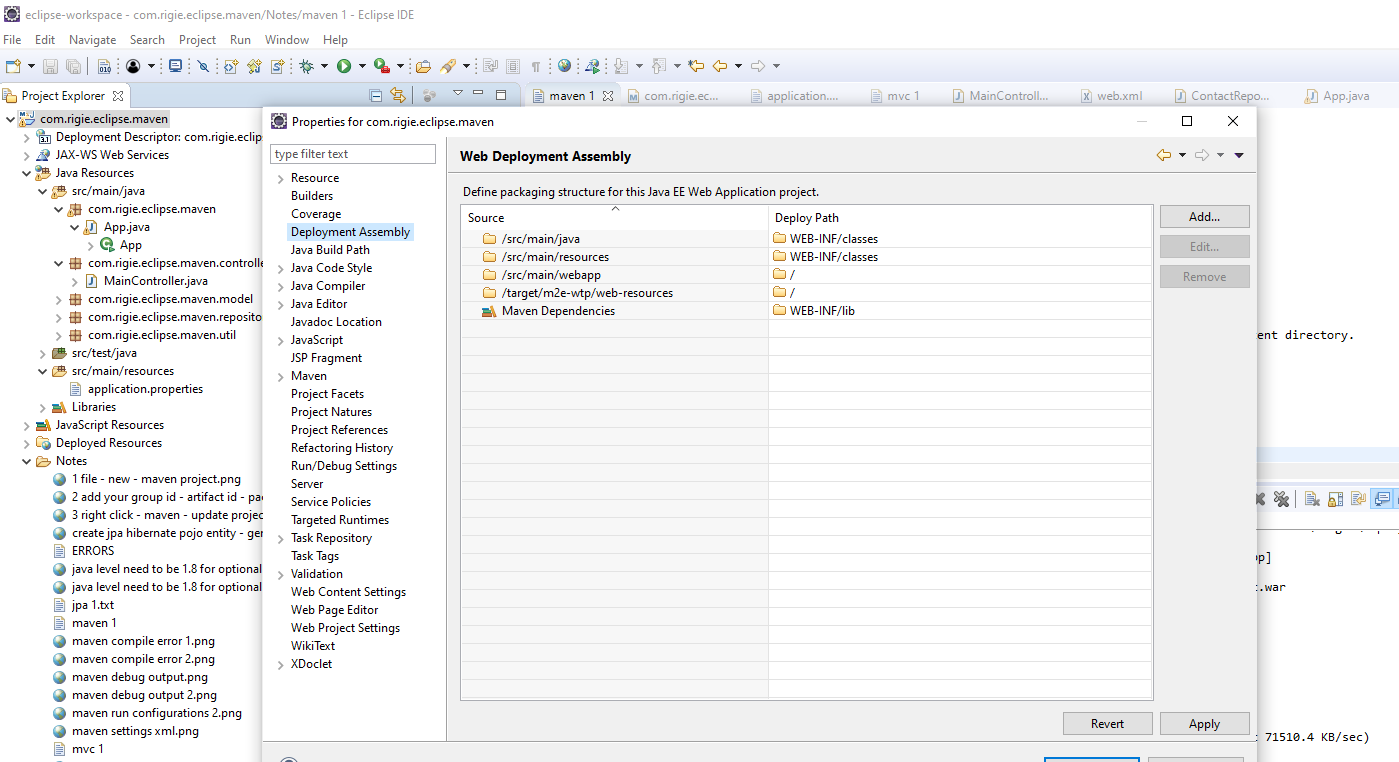 eclipse-workspace - com.rigie.eclipse.maven/Notes/maven 1 - Eclipse IDE
File Edit Navigate Search Project Run Window Help
Project Explorer
maven 1
com.rigie.ec...
application....
mvc 1
MainControll...
web.xml
ContactRepo...
App.java
com.rigie.eclipse.maven
Deployment Descriptor: com.rigie.eclip
JAX-WS Web Services
Java Resources
src/main/java
com.rigie.eclipse.maven
App.java
App
com.rigie.eclipse.maven.controlle
MainController.java
com.rigie.eclipse.maven.model
com.rigie.eclipse.maven.reposito
com.rigie.eclipse.maven.util
src/test/java
src/main/resources
application.properties
Libraries
JavaScript Resources
Deployed Resources
Notes
1 file - new - maven project.png
2 add your group id - artifact id - pac
3 right click - maven - update projec
create jpa hibernate pojo entity - ger
ERRORS
java level need to be 1.8 for optional
java level need to be 1.8 for optional
jpa 1.txt
maven 1
maven compile error 1.png
maven compile error 2.png
maven debug output.png
maven debug output 2.png
maven run configurations 2.png
maven settings xml.png
mvc 1
Properties for com.rigie.eclipse.maven
type filter text
Resource
Builders
Coverage
Deployment Assembly
Java Build Path
Java Code Style
Java Compiler
Java Editor
Javadoc Location
JavaScript
JSP Fragment
Maven
Project Facets
Project Natures
Project References
Refactoring History
Run/Debug Settings
Server
Service Policies
Targeted Runtimes
Task Repository
Task Tags
Validation
Web Content Settings
Web Page Editor
Web Project Settings
WikiText
XDoclet
Web Deployment Assembly
Define packaging structure for this Java EE Web Application project.
Source Deploy Path
/src/main/java WEB-INF/classes
/src/main/resources WEB-INF/classes
/src/main/webapp /
/target/m2e-wtp/web-resources /
Maven Dependencies WEB-INF/lib
Add...
Edit...
Remove
Revert Apply
ent directory.
op]
t.war
71510.4 KB/sec)